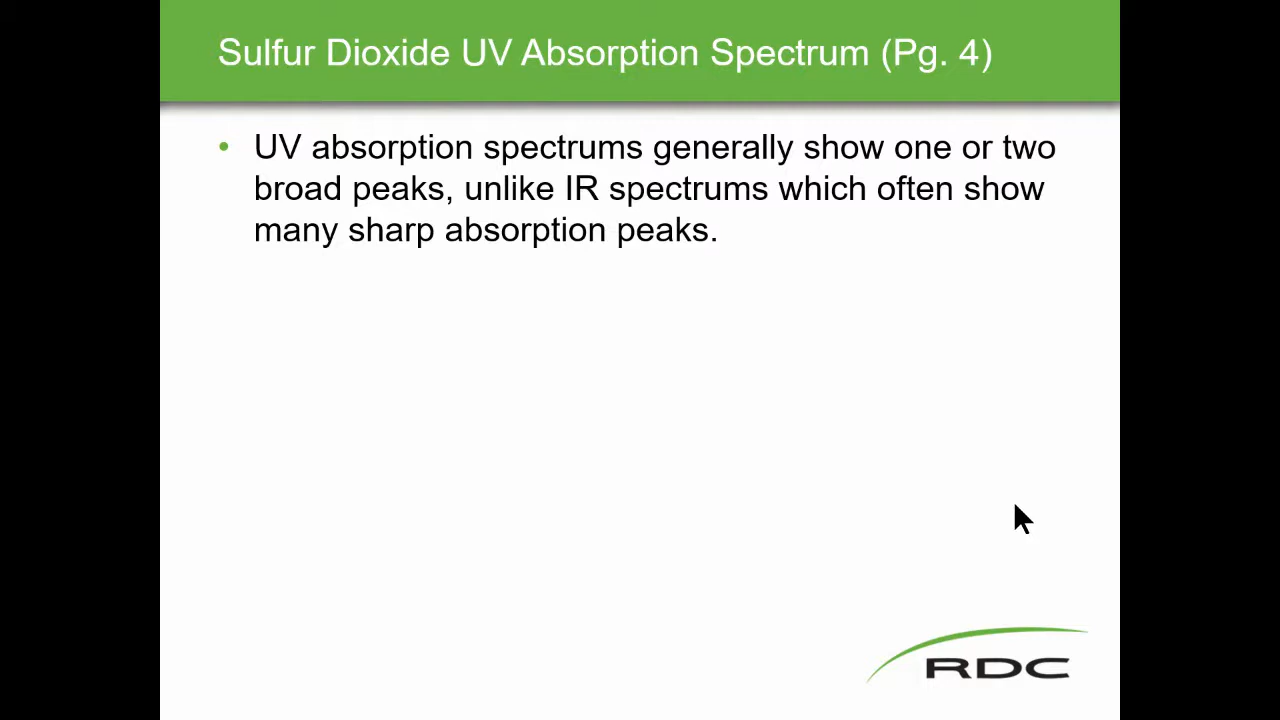 Sulfur Dioxide UV Absorption Spectrum (Pg. 4)
• UV absorption spectrums generally show one or two
broad peaks, unlike IR spectrums which often show
many sharp absorption peaks.
RDC